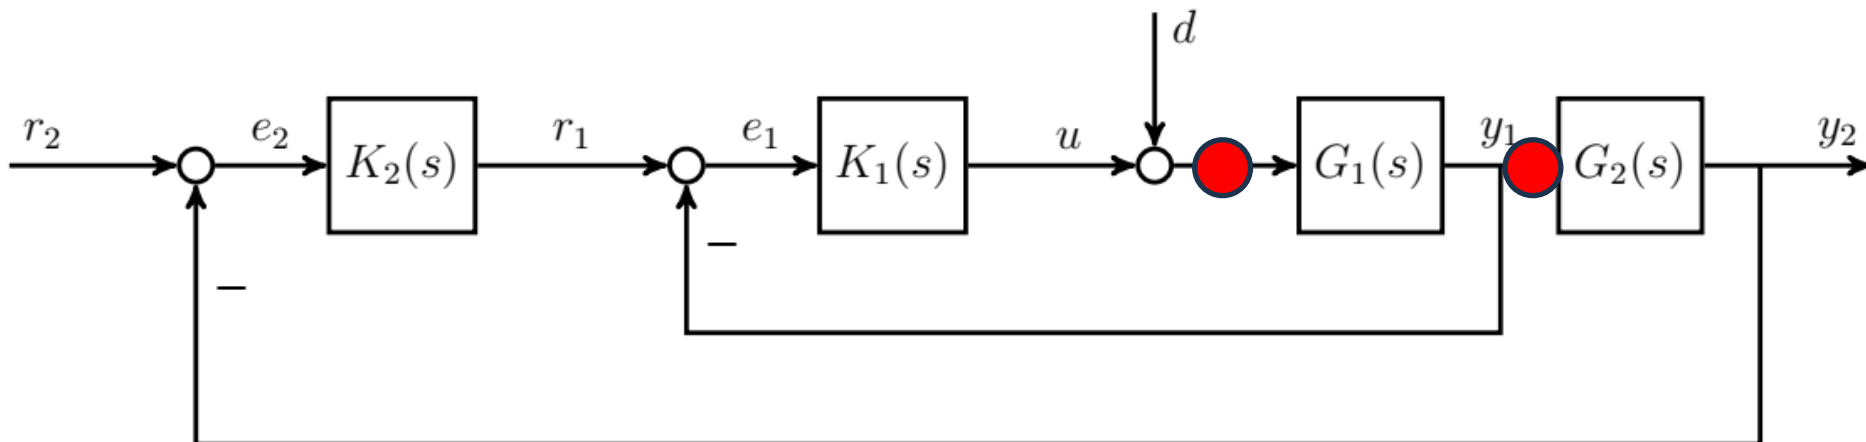 d
r₂ e₂ K₂(s) r₁ e₁ K₁(s) u G₁(s) y₁ G₂(s) y₂
−
−